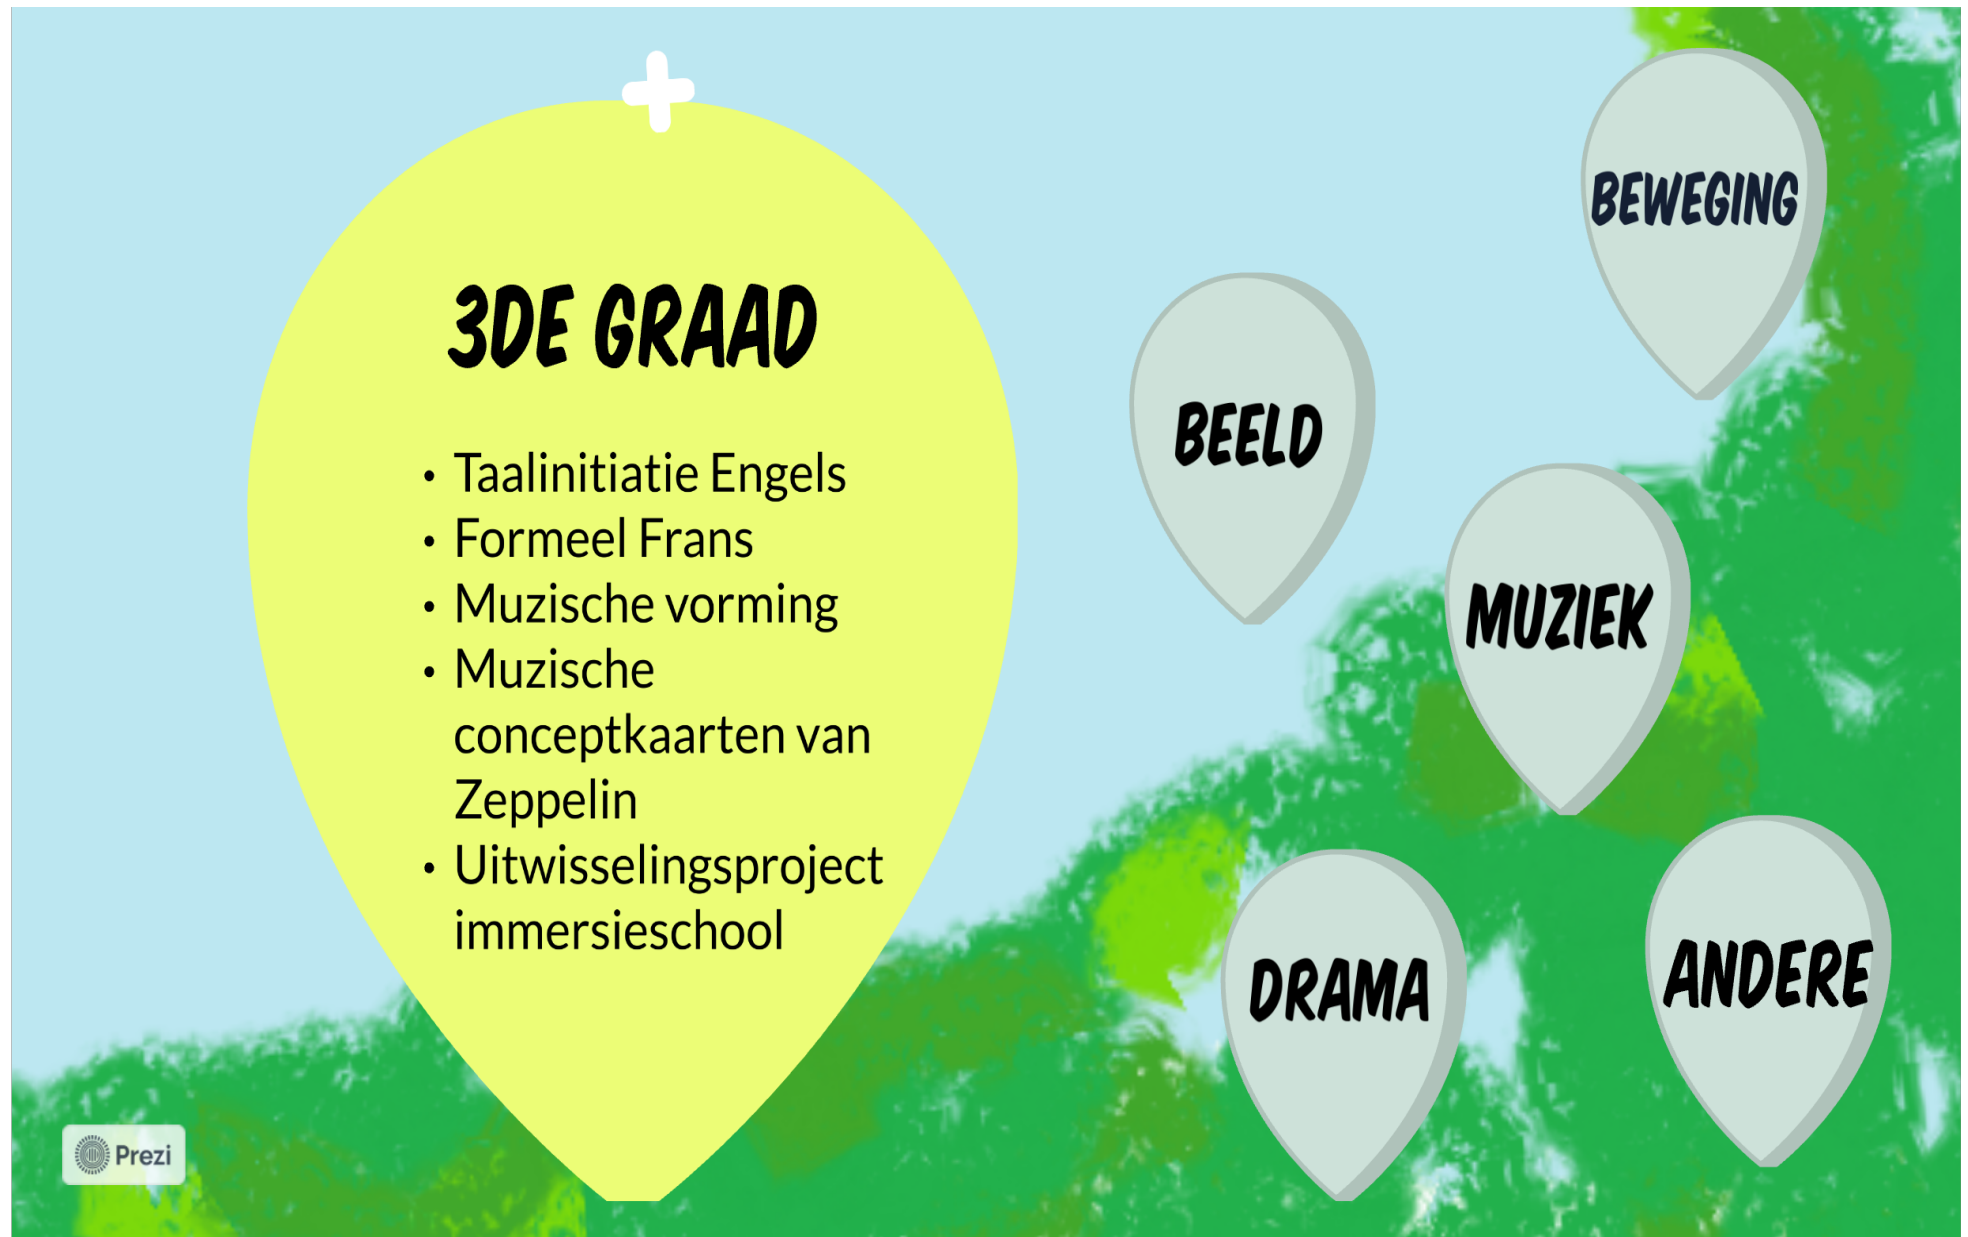 3DE GRAAD
• Taalinitiatie Engels
• Formeel Frans
• Muzische vorming
• Muzische
conceptkaarten van
Zeppelin
• Uitwisselingsproject
immersieschool
BEWEGING
BEELD
MUZIEK
DRAMA
ANDERE
Prezi